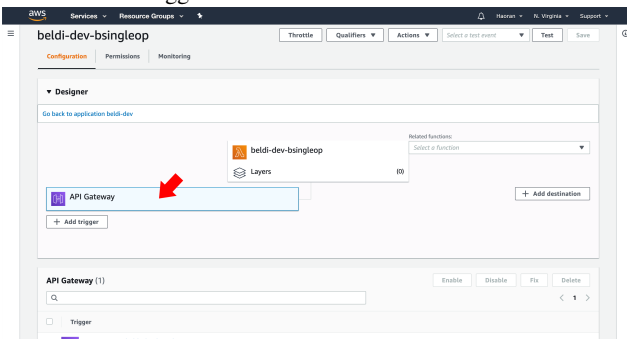 aws Services Resource Groups Haoran N. Virginia Support
beldi-dev-bsingleop Throttle Qualifiers Actions Select a test event Test Save
Configuration Permissions Monitoring
Designer
Go back to application beldi-dev
Related functions:
beldi-dev-bsingleop Select a function
Layers (0)
API Gateway + Add destination
+ Add trigger
API Gateway (1) Enable Disable Fix Delete
1
Trigger